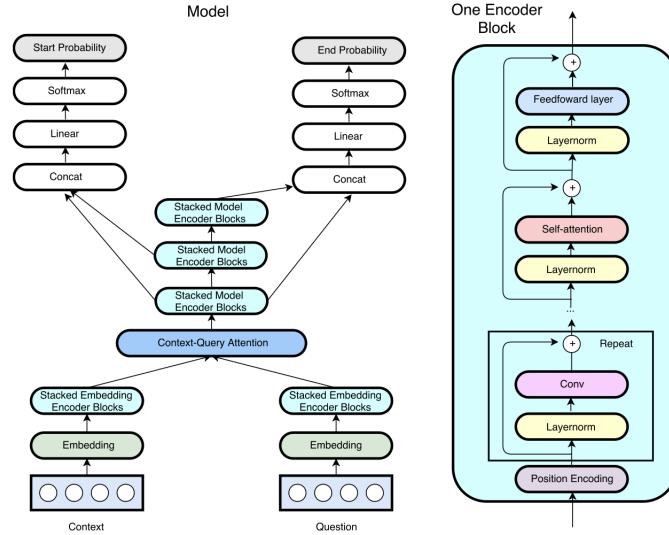 Model
Start Probability
Softmax
Linear
Concat
End Probability
Softmax
Linear
Concat
Stacked Model
Encoder Blocks
Stacked Model
Encoder Blocks
Stacked Model
Encoder Blocks
Context-Query Attention
Stacked Embedding
Encoder Blocks
Stacked Embedding
Encoder Blocks
Embedding
Embedding
Context
Question
One Encoder
Block
+
Feedfoward layer
Layernorm
+
Self-attention
Layernorm
...
+
Repeat
Conv
Layernorm
Position Encoding